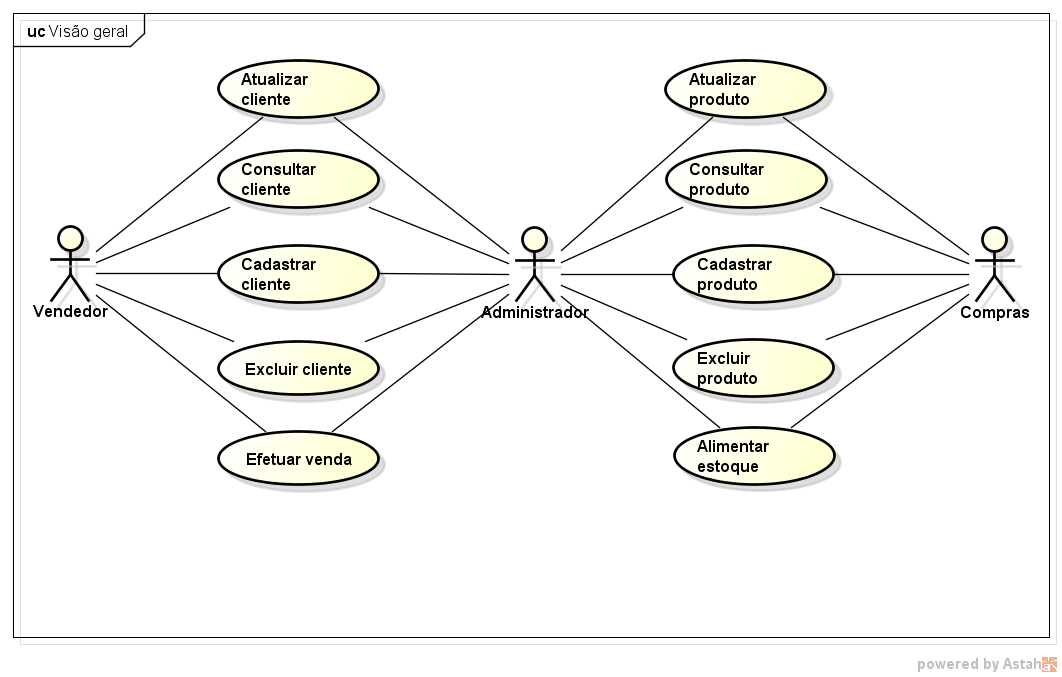 uc Visão geral
Atualizar
cliente
Atualizar
produto
Consultar
cliente
Consultar
produto
Cadastrar
cliente
Cadastrar
produto
Vendedor
Administrador
Compras
Excluir cliente
Excluir
produto
Efetuar venda
Alimentar
estoque
powered by Astah